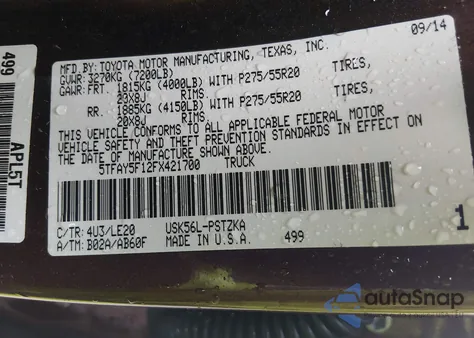 499
APL5T
MFD. BY: TOYOTA MOTOR MANUFACTURING, TEXAS, INC. 09/14
GVWR: 3270KG (7200LB)
GAWR: FRT. 1815KG (4000LB) WITH P275/55R20 TIRES,
20X8J RIMS.
RR. 1885KG (4150LB) WITH P275/55R20 TIRES,
20X8J RIMS.
THIS VEHICLE CONFORMS TO ALL APPLICABLE FEDERAL MOTOR
VEHICLE SAFETY AND THEFT PREVENTION STANDARDS IN EFFECT ON
THE DATE OF MANUFACTURE SHOWN ABOVE.
5TFAY5F12FX421700 TRUCK
C/TR: 4U3/LE20 USK56L-PSTZKA
A/TM: B02A/AB60F MADE IN U.S.A. 499
1
autoSnap